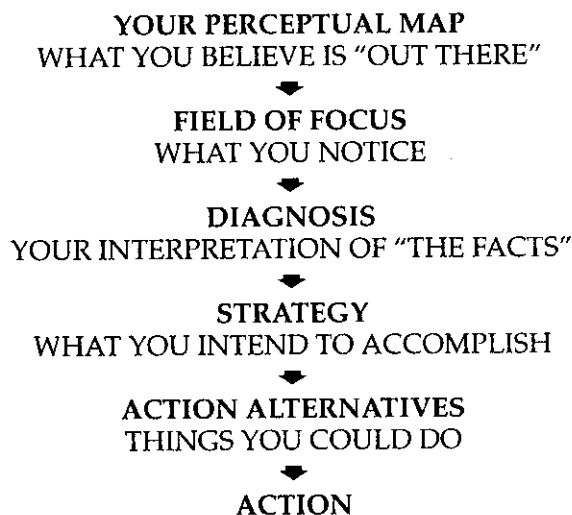 YOUR PERCEPTUAL MAP
WHAT YOU BELIEVE IS “OUT THERE”
FIELD OF FOCUS
WHAT YOU NOTICE
DIAGNOSIS
YOUR INTERPRETATION OF “THE FACTS”
STRATEGY
WHAT YOU INTEND TO ACCOMPLISH
ACTION ALTERNATIVES
THINGS YOU COULD DO
ACTION